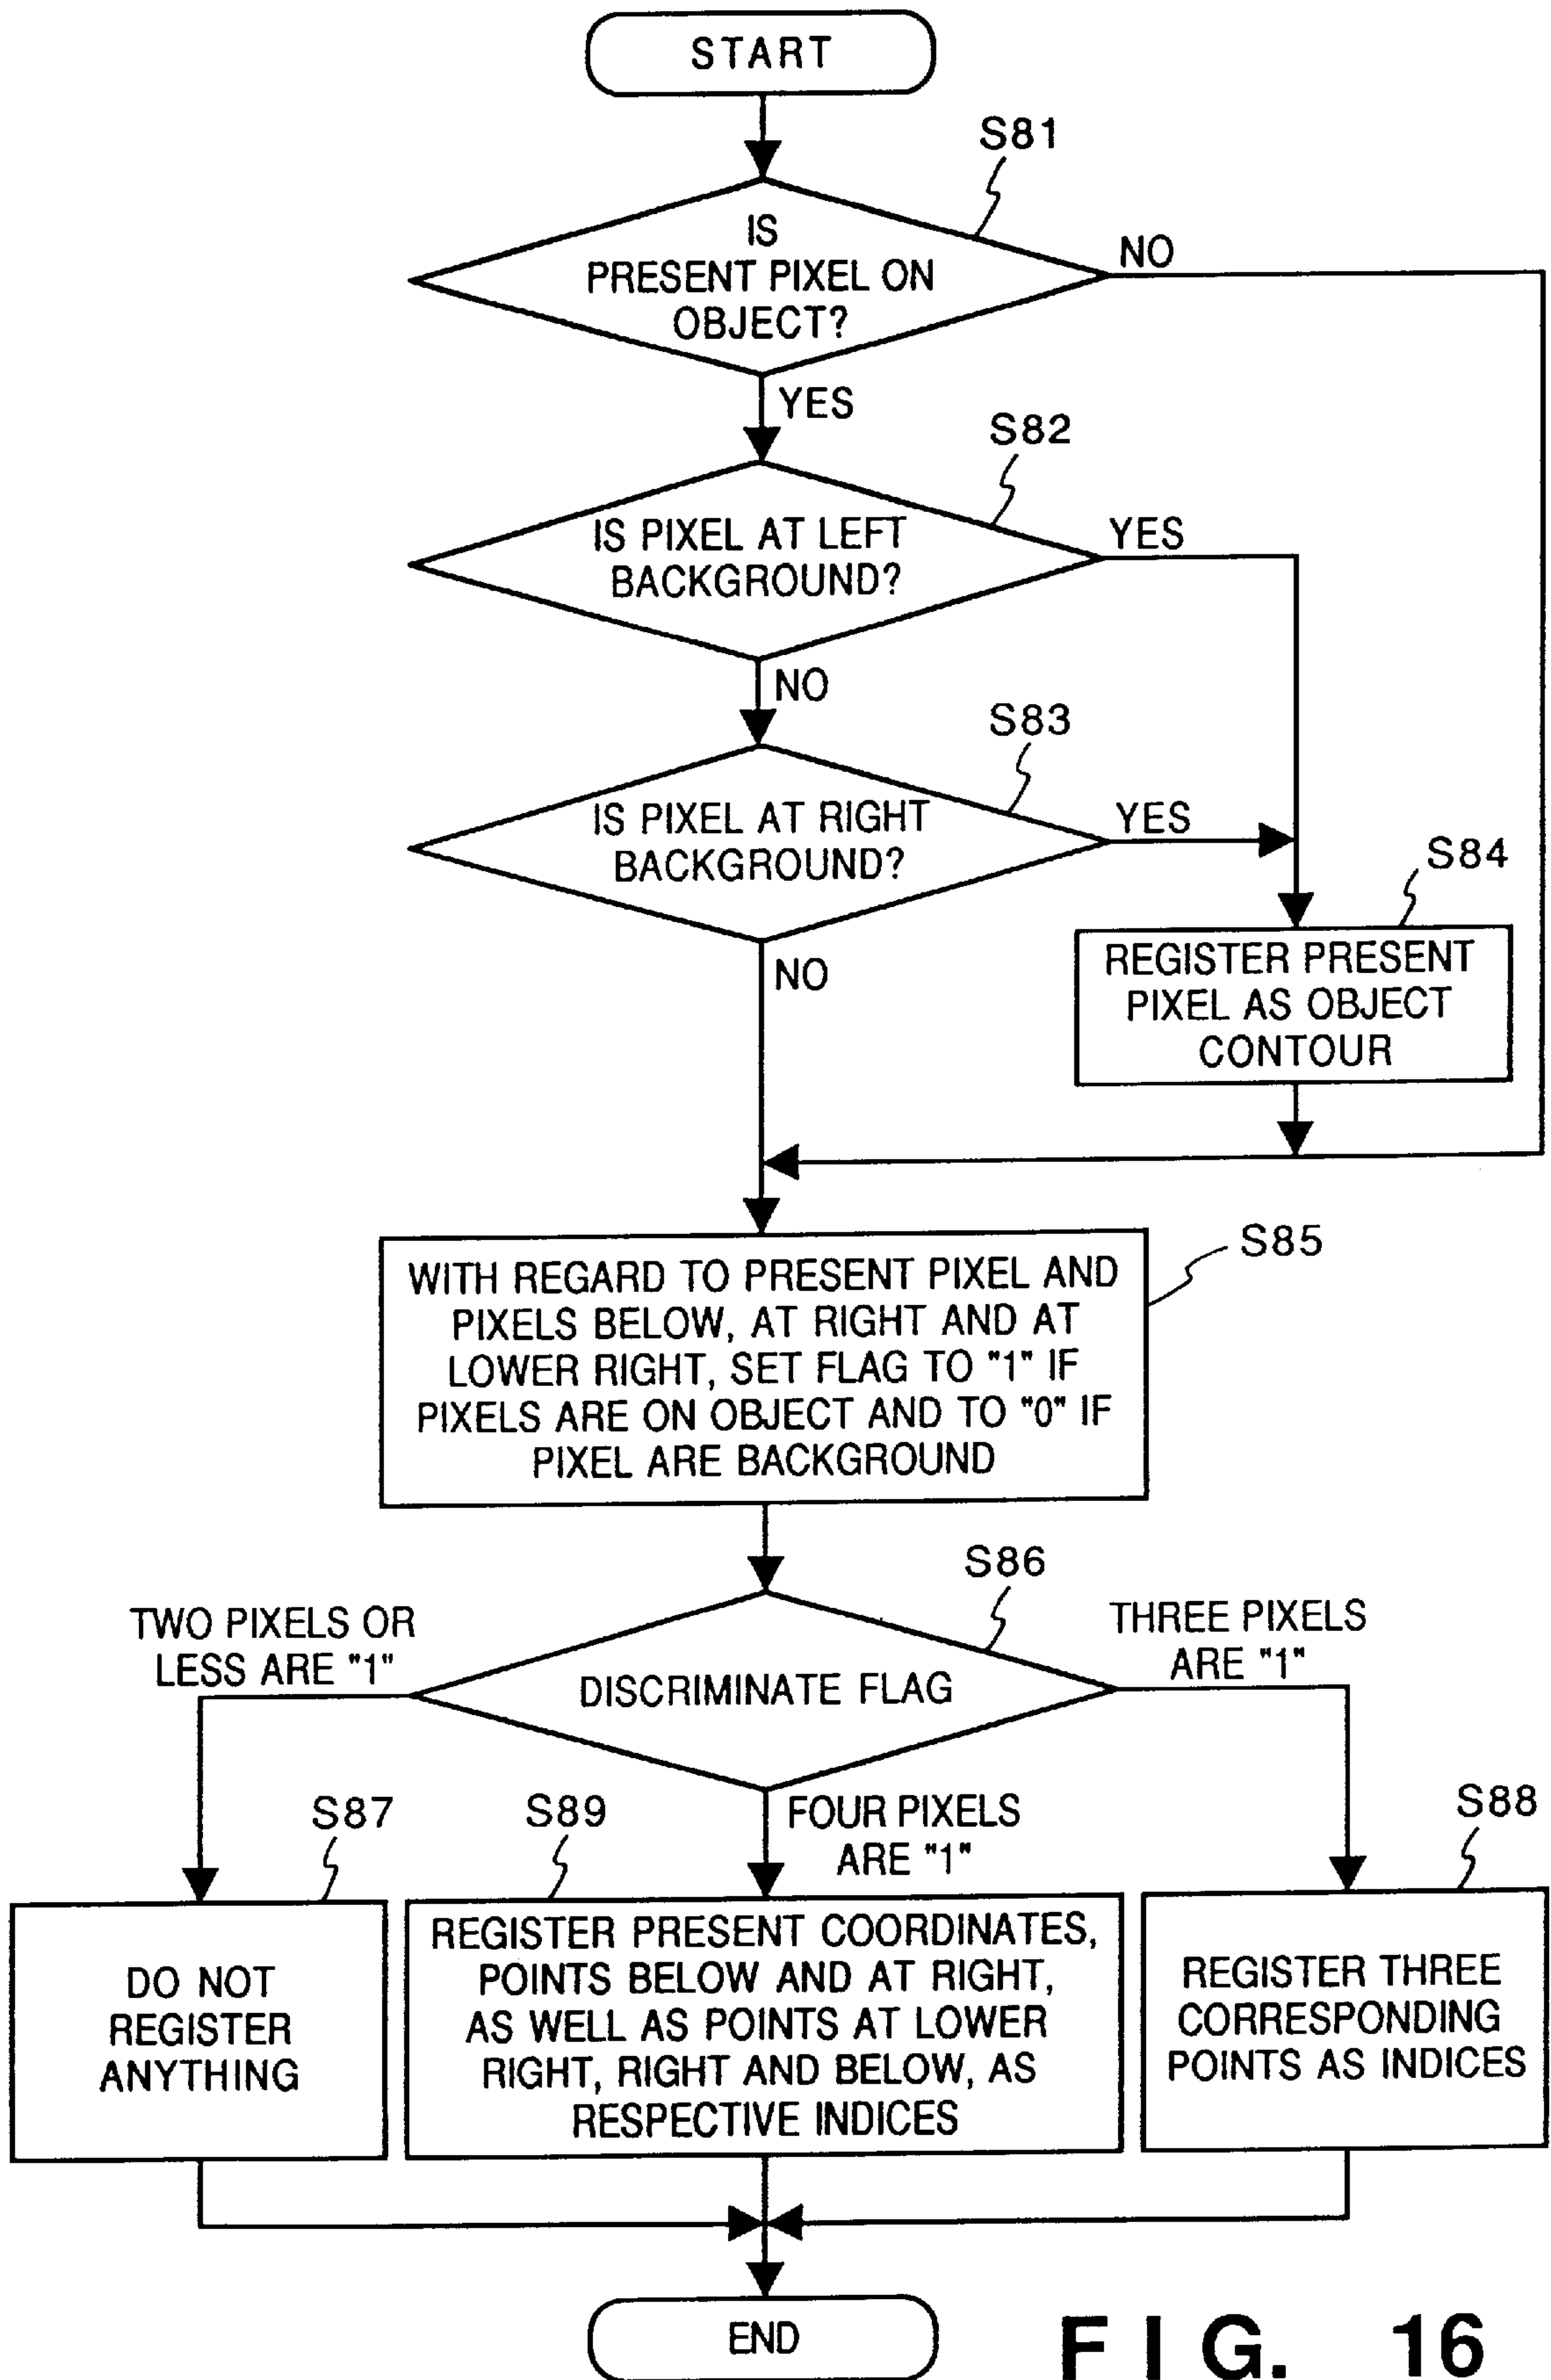 START
S81
IS
PRESENT PIXEL ON
OBJECT?
NO
YES
S82
IS PIXEL AT LEFT
BACKGROUND?
YES
NO
S83
IS PIXEL AT RIGHT
BACKGROUND?
YES
NO
S84
REGISTER PRESENT
PIXEL AS OBJECT
CONTOUR
S85
WITH REGARD TO PRESENT PIXEL AND
PIXELS BELOW, AT RIGHT AND AT
LOWER RIGHT, SET FLAG TO "1" IF
PIXELS ARE ON OBJECT AND TO "0" IF
PIXEL ARE BACKGROUND
S86
DISCRIMINATE FLAG
TWO PIXELS OR
LESS ARE "1"
THREE PIXELS
ARE "1"
FOUR PIXELS
ARE "1"
S87
DO NOT
REGISTER
ANYTHING
S89
REGISTER PRESENT COORDINATES,
POINTS BELOW AND AT RIGHT,
AS WELL AS POINTS AT LOWER
RIGHT, RIGHT AND BELOW, AS
RESPECTIVE INDICES
S88
REGISTER THREE
CORRESPONDING
POINTS AS INDICES
END
FIG. 16